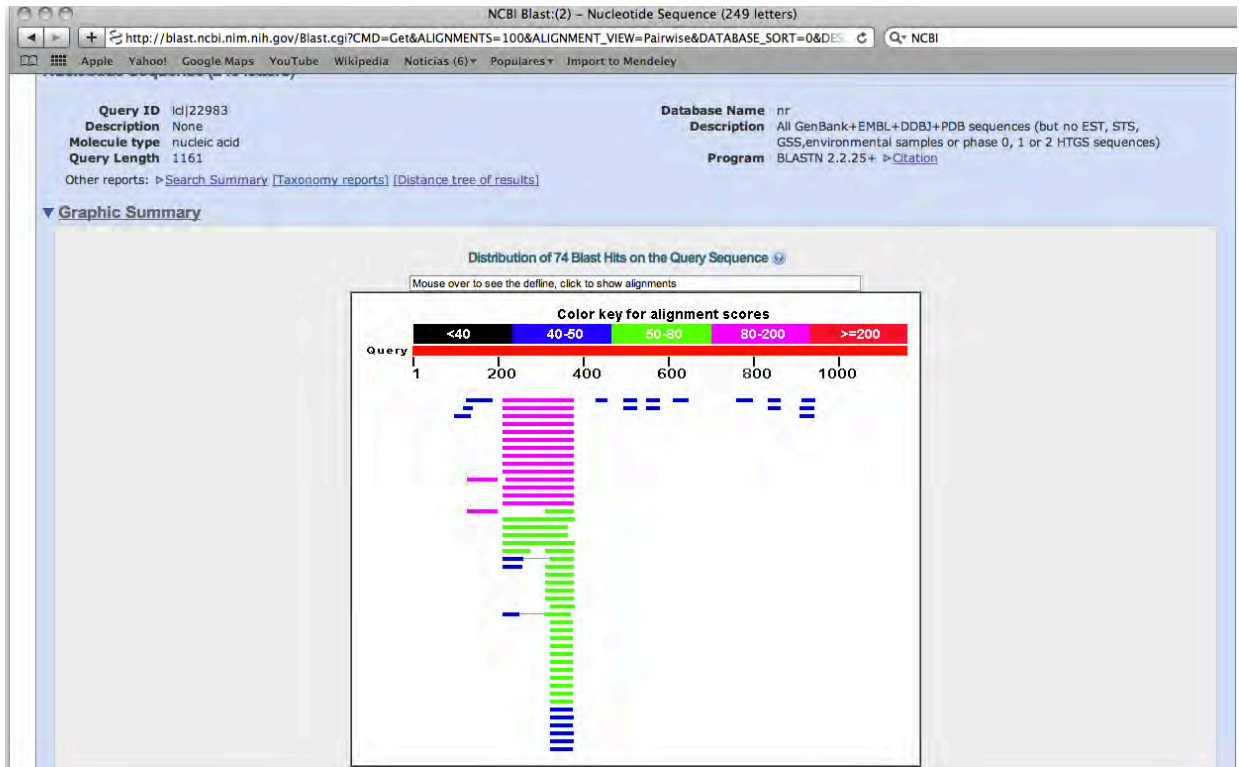 NCBI Blast:(2) – Nucleotide Sequence (249 letters)
http://blast.ncbi.nlm.nih.gov/Blast.cgi?CMD=Get&ALIGNMENTS=100&ALIGNMENT_VIEW=Pairwise&DATABASE_SORT=0&DES
NCBI
Apple Yahoo! Google Maps YouTube Wikipedia Noticias (6) Populares Import to Mendeley
Nucleotide Sequence (249 letters)
Query ID lcl|22983
Description None
Molecule type nucleic acid
Query Length 1161
Database Name nr
Description All GenBank+EMBL+DDBJ+PDB sequences (but no EST, STS,
GSS,environmental samples or phase 0, 1 or 2 HTGS sequences)
Program BLASTN 2.2.25+ Citation
Other reports: Search Summary [Taxonomy reports] [Distance tree of results]
Graphic Summary
Distribution of 74 Blast Hits on the Query Sequence
Mouse over to see the defline, click to show alignments
Color key for alignment scores
<40 40-50 50-80 80-200 >=200
Query
1 200 400 600 800 1000